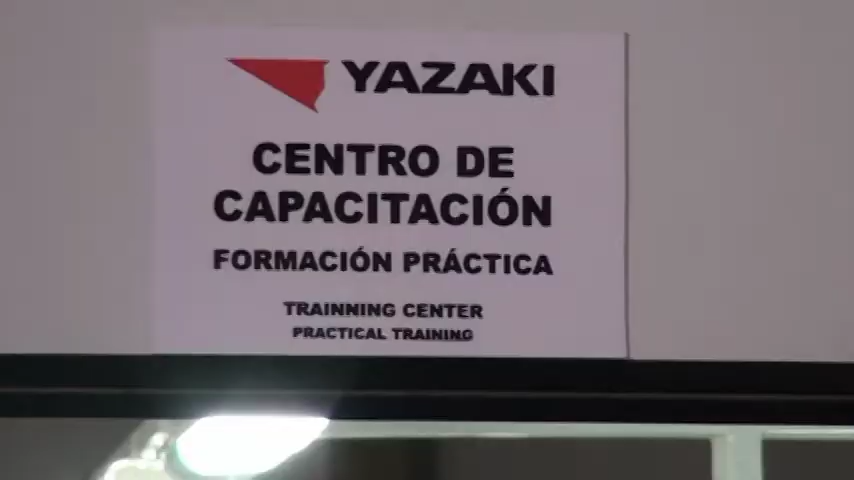 YAZAKI
CENTRO DE
CAPACITACIÓN
FORMACIÓN PRÁCTICA
TRAINNING CENTER
PRACTICAL TRAINING